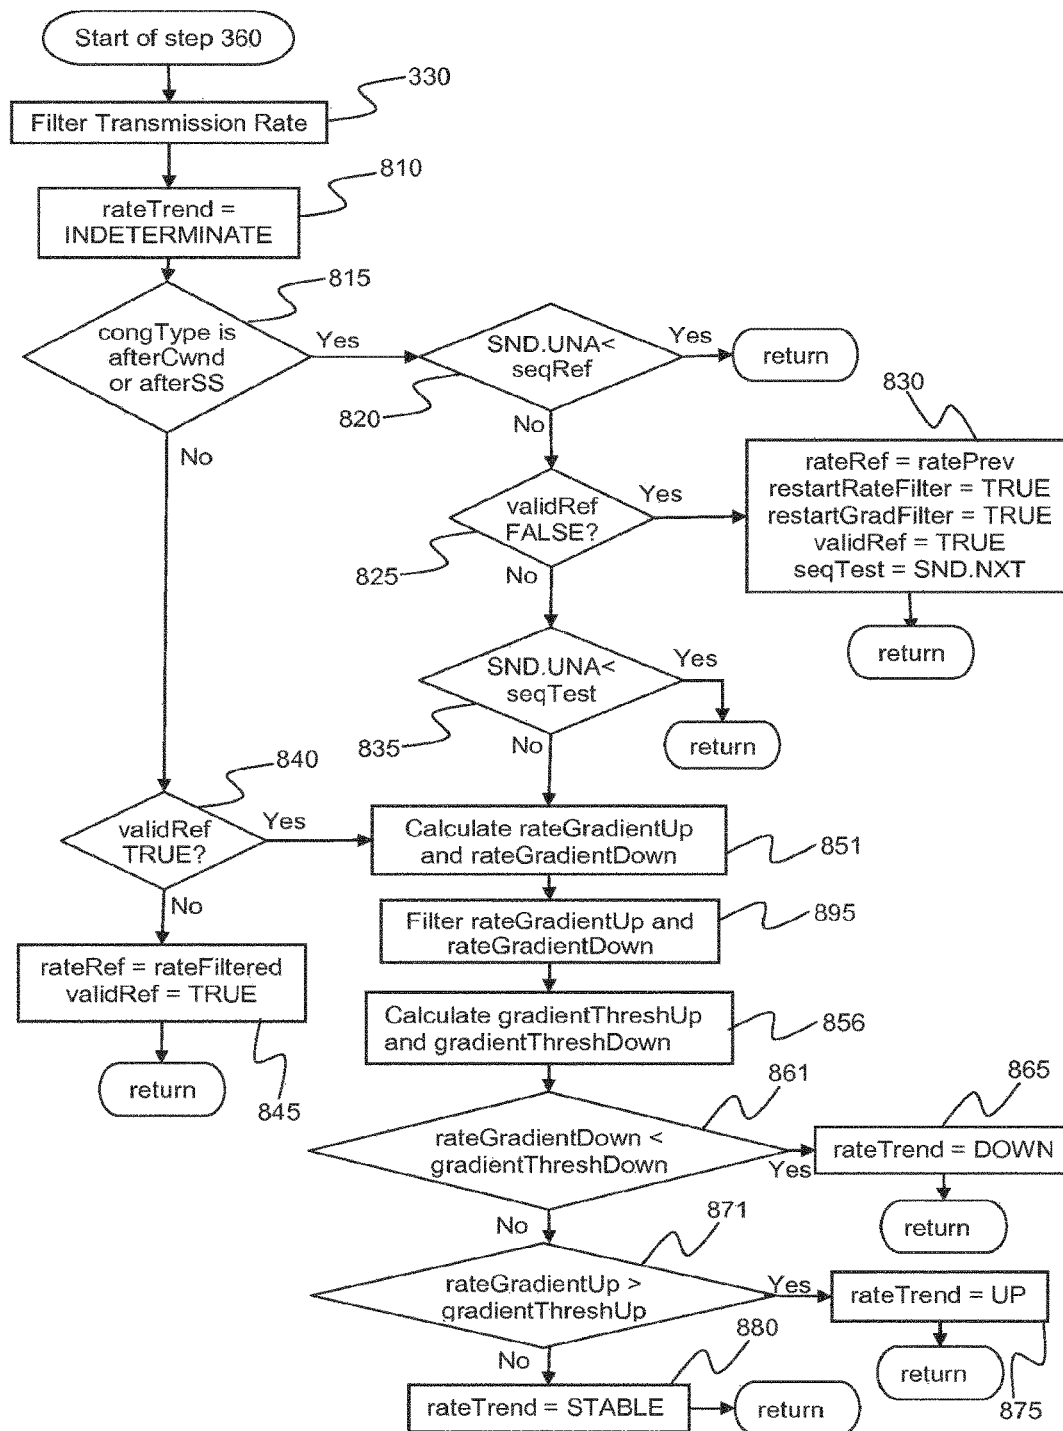 Start of step 360
330
Filter Transmission Rate
810
rateTrend =
INDETERMINATE
815
congType is
afterCwnd
or afterSS
Yes
No
SND.UNA<
seqRef
820
Yes
return
No
830
rateRef = ratePrev
restartRateFilter = TRUE
restartGradFilter = TRUE
validRef = TRUE
seqTest = SND.NXT
return
validRef
FALSE?
825
Yes
No
SND.UNA<
seqTest
835
Yes
return
No
840
validRef
TRUE?
Yes
No
rateRef = rateFiltered
validRef = TRUE
845
return
Calculate rateGradientUp
and rateGradientDown
851
Filter rateGradientUp and
rateGradientDown
895
Calculate gradientThreshUp
and gradientThreshDown
856
861
rateGradientDown <
gradientThreshDown
Yes
865
rateTrend = DOWN
return
No
871
rateGradientUp >
gradientThreshUp
Yes
rateTrend = UP
return
875
No
880
rateTrend = STABLE
return